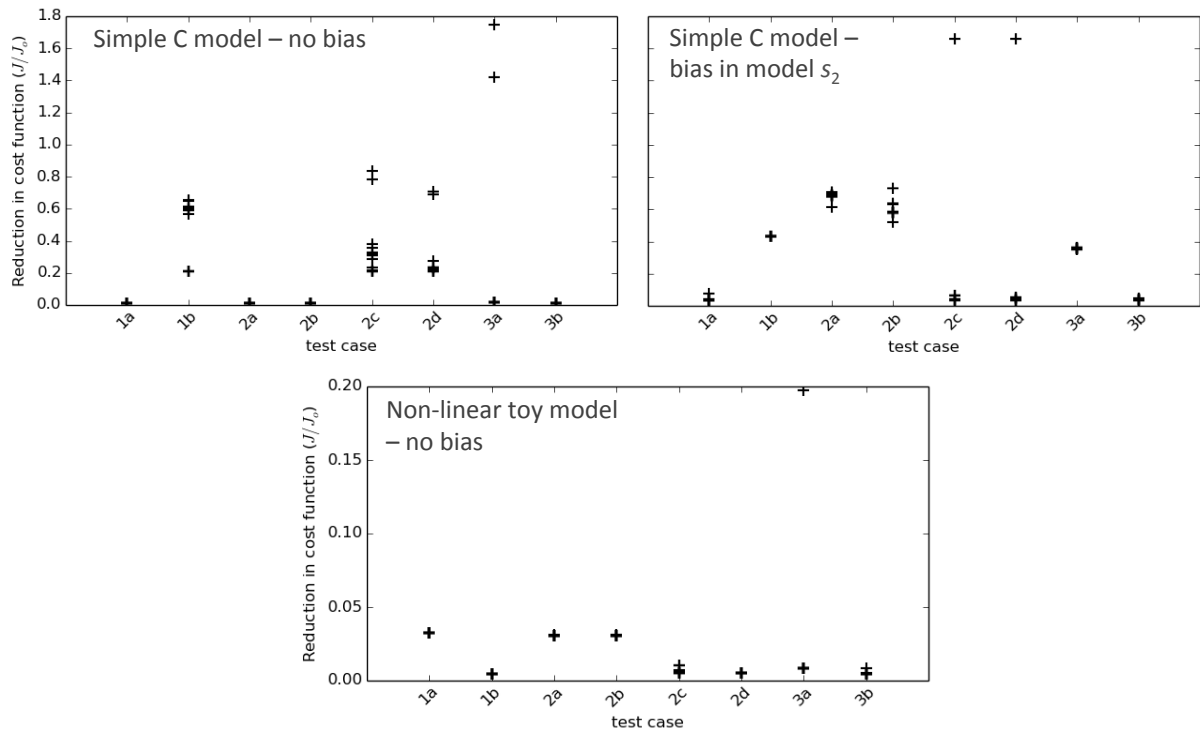 Simple C model – no bias
Reduction in cost function (J/Jₒ)
1.8
1.6
1.4
1.2
1.0
0.8
0.6
0.4
0.2
0.0
1a
1b
2a
2b
2c
2d
3a
3b
test case
Simple C model –
bias in model s₂
1a
1b
2a
2b
2c
2d
3a
3b
test case
Non-linear toy model
– no bias
Reduction in cost function (J/Jₒ)
0.20
0.15
0.10
0.05
0.00
1a
1b
2a
2b
2c
2d
3a
3b
test case